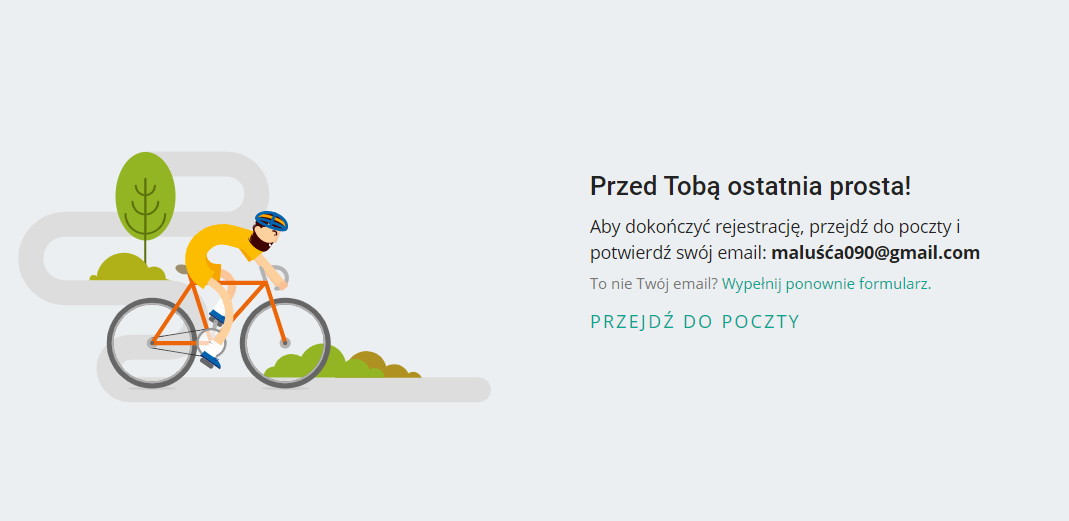 Przed Tobą ostatnia prosta!
Aby dokończyć rejestrację, przejdź do poczty i
potwierdź swój email: maluśća090@gmail.com
To nie Twój email? Wypełnij ponownie formularz.
PRZEJDŹ DO POCZTY